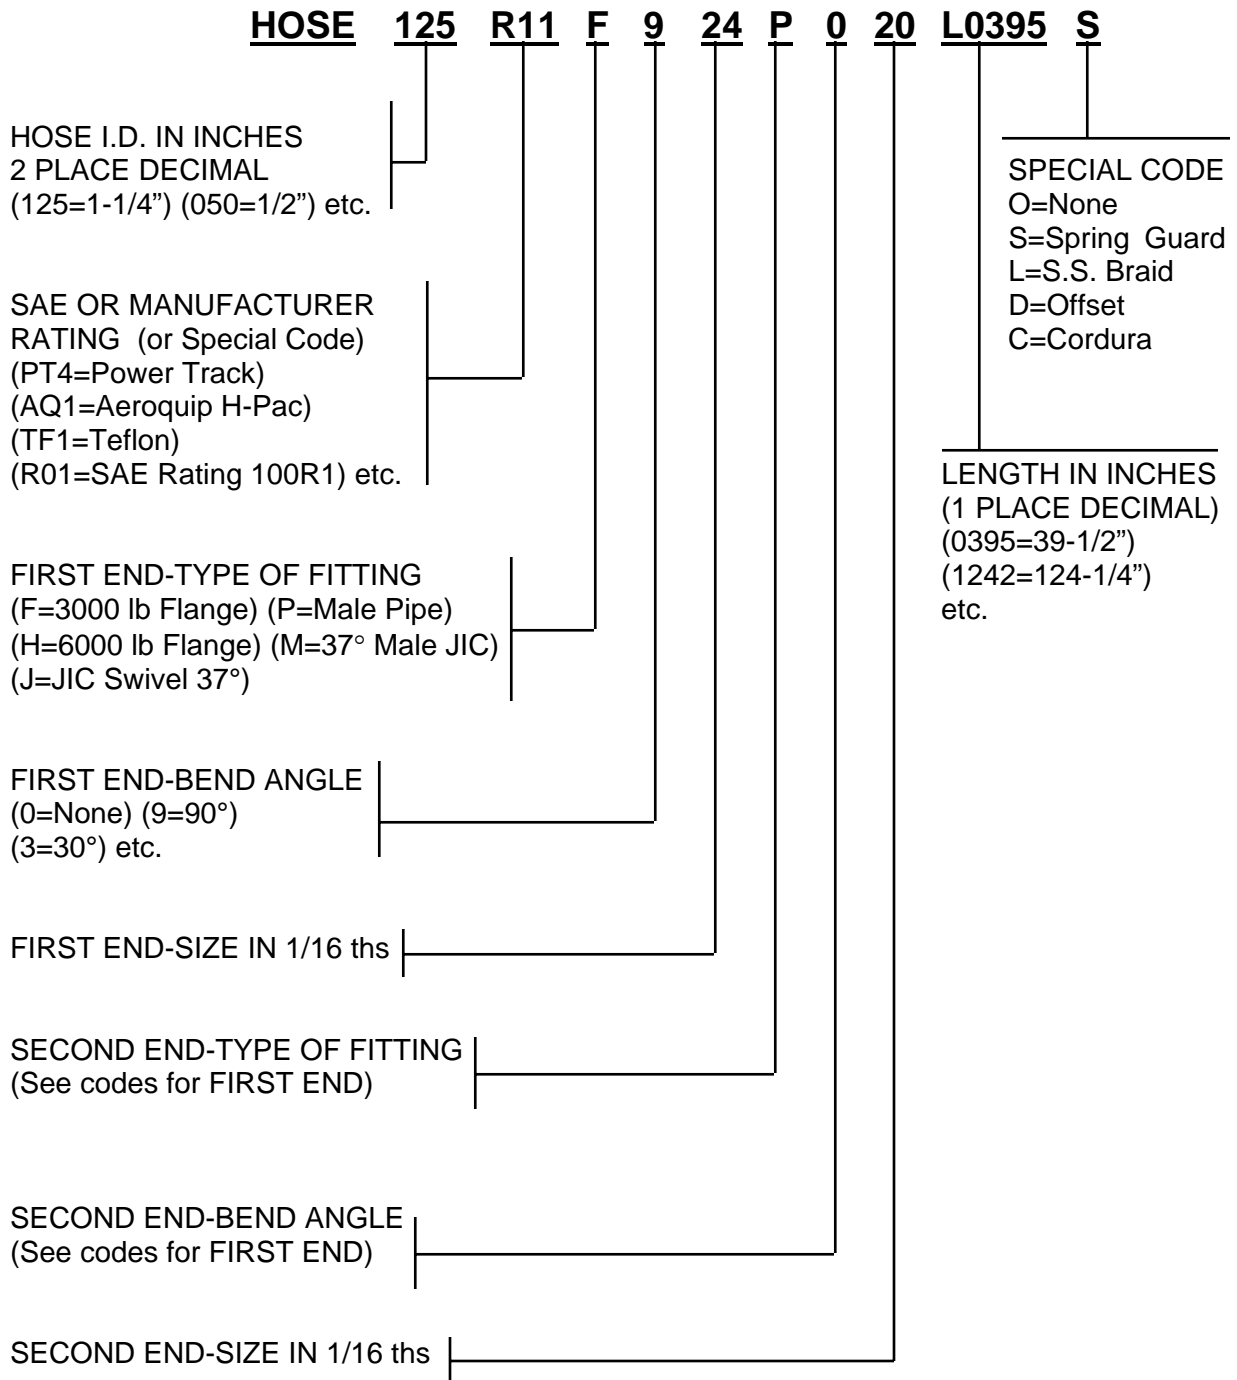 HOSE 125 R11 F 9 24 P 0 20 L0395 S
HOSE I.D. IN INCHES
2 PLACE DECIMAL
(125=1-1/4”) (050=1/2”) etc.
SPECIAL CODE
O=None
S=Spring Guard
L=S.S. Braid
D=Offset
C=Cordura
SAE OR MANUFACTURER
RATING (or Special Code)
(PT4=Power Track)
(AQ1=Aeroquip H-Pac)
(TF1=Teflon)
(R01=SAE Rating 100R1) etc.
LENGTH IN INCHES
(1 PLACE DECIMAL)
(0395=39-1/2”)
(1242=124-1/4”)
etc.
FIRST END-TYPE OF FITTING
(F=3000 lb Flange) (P=Male Pipe)
(H=6000 lb Flange) (M=37° Male JIC)
(J=JIC Swivel 37°)
FIRST END-BEND ANGLE
(0=None) (9=90°)
(3=30°) etc.
FIRST END-SIZE IN 1/16 ths
SECOND END-TYPE OF FITTING
(See codes for FIRST END)
SECOND END-BEND ANGLE
(See codes for FIRST END)
SECOND END-SIZE IN 1/16 ths